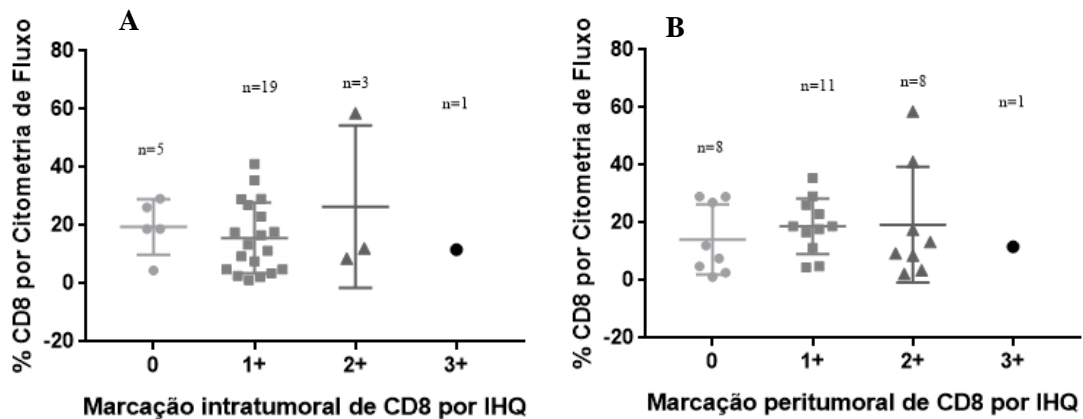 A
% CD8 por Citometria de Fluxo
80
60
40
20
0
-20
n=5
n=19
n=3
n=1
0
1+
2+
3+
Marcação intratumoral de CD8 por IHQ
B
% CD8 por Citometria de Fluxo
80
60
40
20
0
-20
n=8
n=11
n=8
n=1
0
1+
2+
3+
Marcação peritumoral de CD8 por IHQ